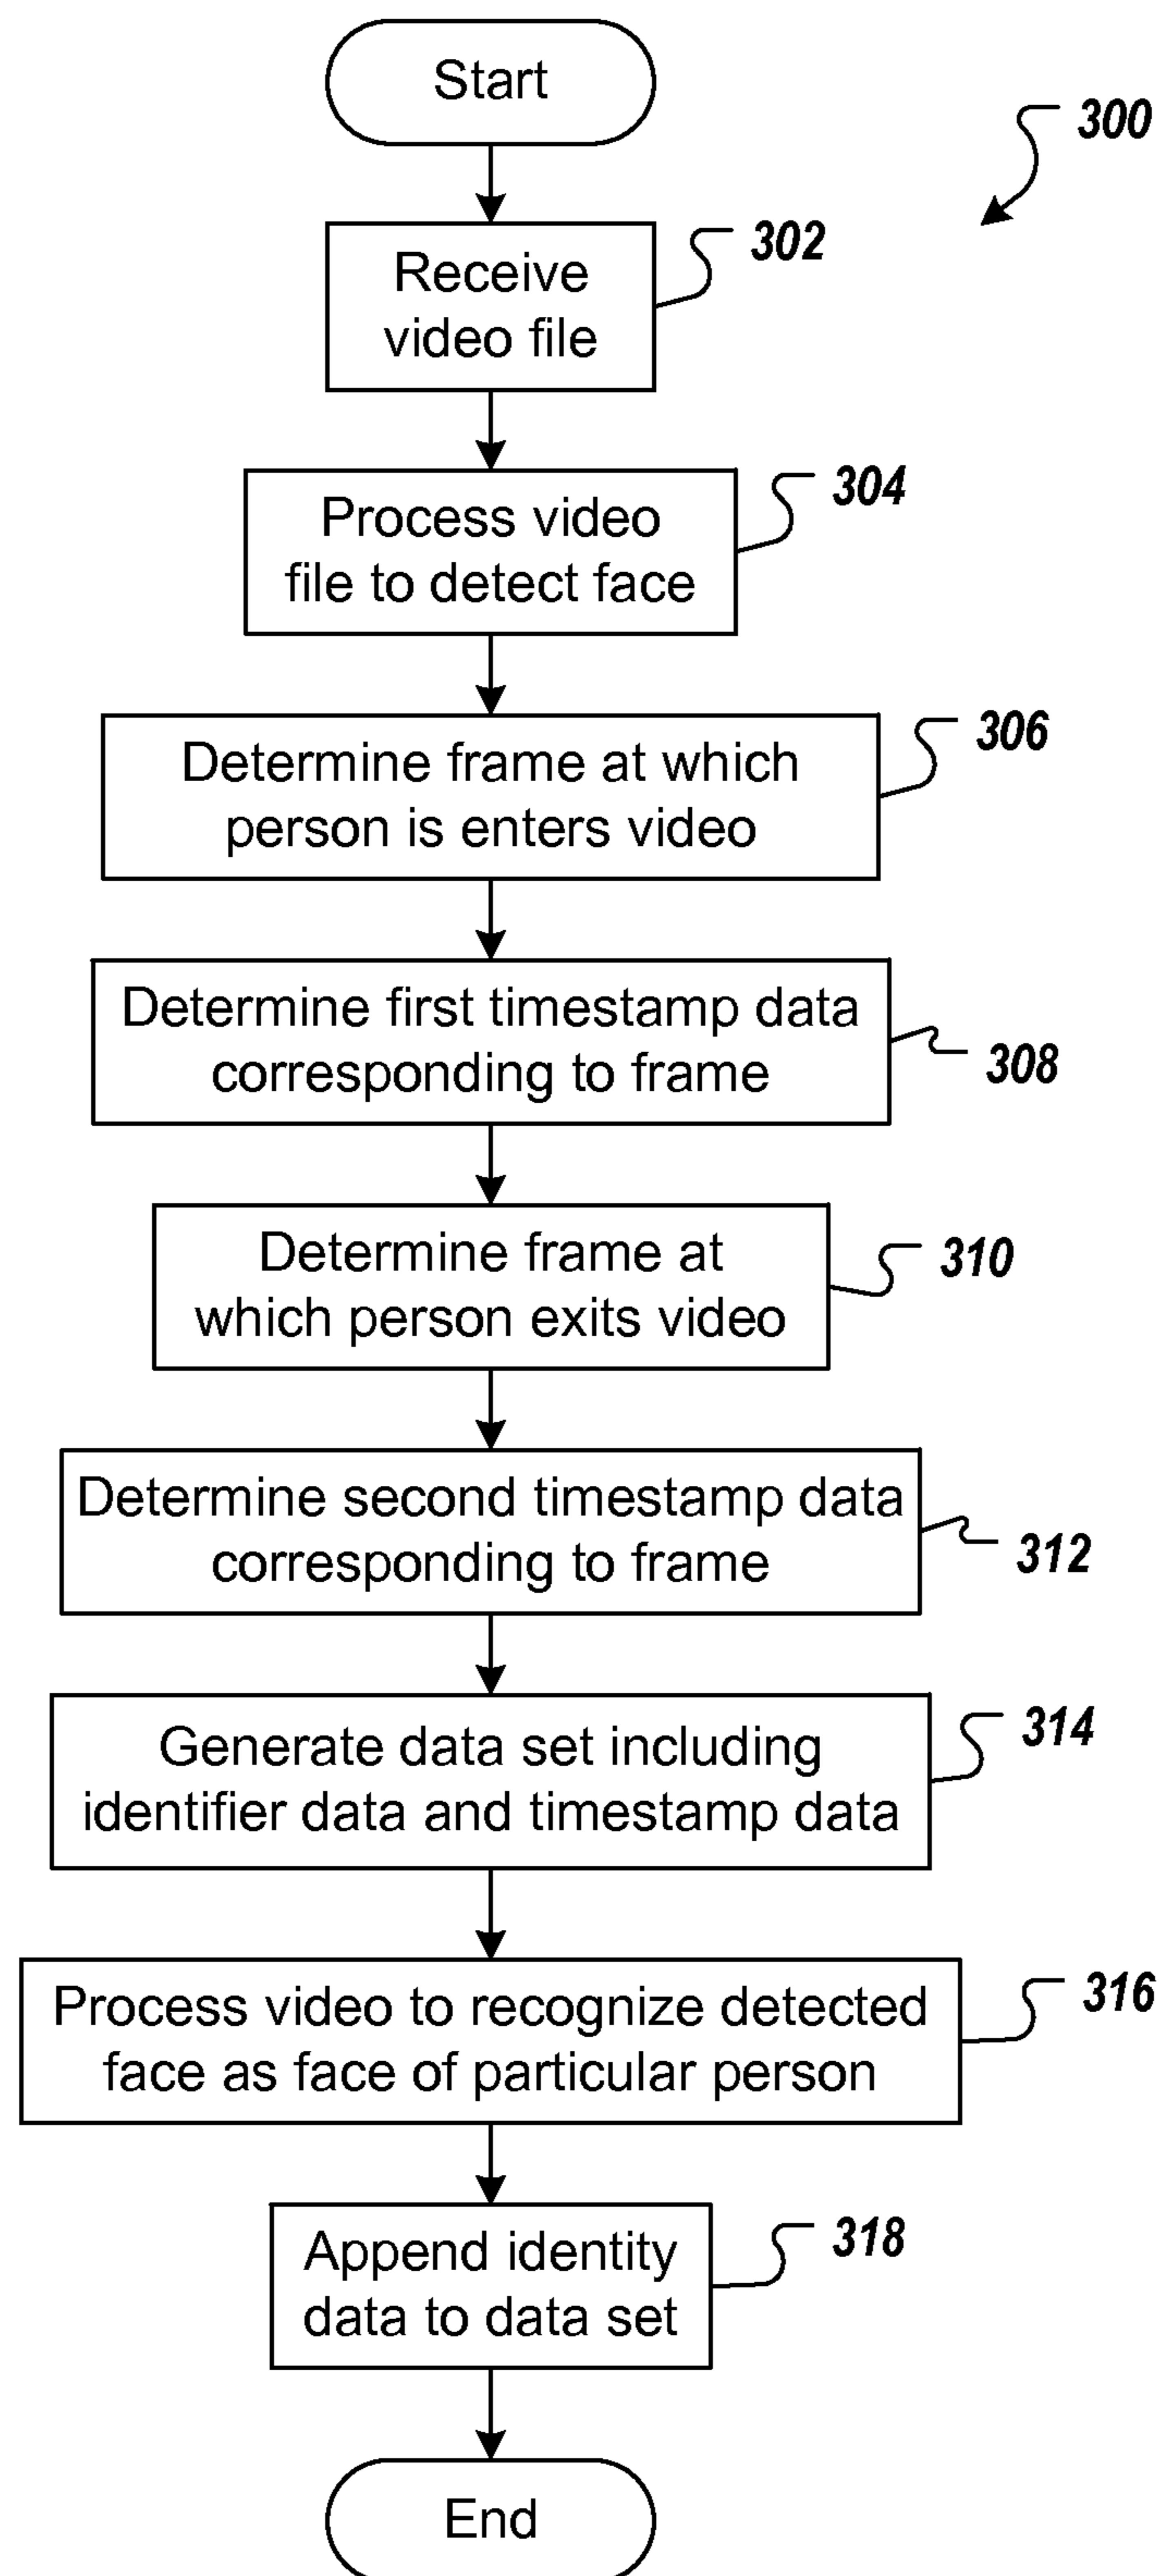 Start
300
Receive
video file
302
Process video
file to detect face
304
Determine frame at which
person is enters video
306
Determine first timestamp data
corresponding to frame
308
Determine frame at
which person exits video
310
Determine second timestamp data
corresponding to frame
312
Generate data set including
identifier data and timestamp data
314
Process video to recognize detected
face as face of particular person
316
Append identity
data to data set
318
End